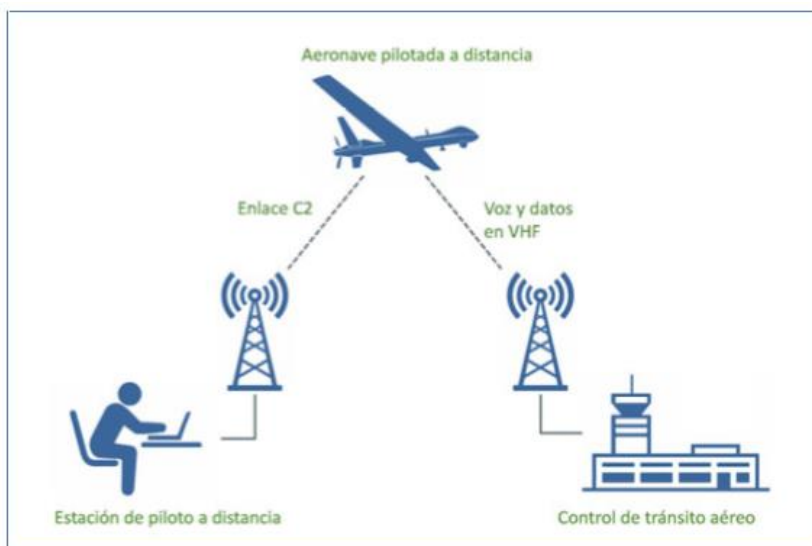 Aeronave pilotada a distancia
Enlace C2
Voz y datos
en VHF
Estación de piloto a distancia
Control de tránsito aéreo